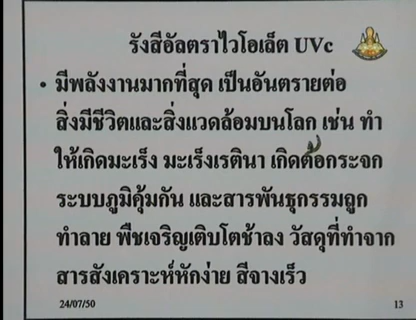 รังสีอัลตราไวโอเล็ต UVc
• มีพลังงานมากที่สุด เป็นอันตรายต่อ
สิ่งมีชีวิตและสิ่งแวดล้อมบนโลก เช่น ทำ
ให้เกิดมะเร็ง มะเร็งเรตินา เกิดต้อกระจก
ระบบภูมิคุ้มกัน และสารพันธุกรรมถูก
ทำลาย พืชเจริญเติบโตช้าลง วัสดุที่ทำจาก
สารสังเคราะห์หักง่าย สีจางเร็ว
24/07/50 13